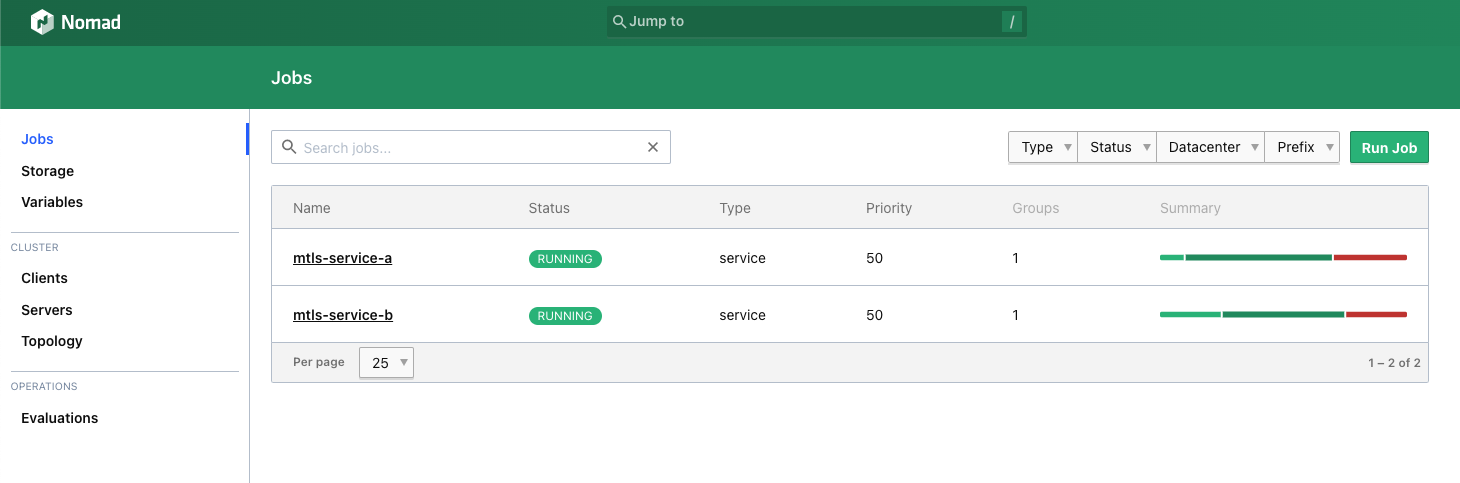 Nomad
Jump to /
Jobs
Jobs
Storage
Variables
CLUSTER
Clients
Servers
Topology
OPERATIONS
Evaluations
Search jobs...
Type Status Datacenter Prefix Run Job
Name Status Type Priority Groups Summary
mtls-service-a RUNNING service 50 1
mtls-service-b RUNNING service 50 1
Per page 25 1 – 2 of 2